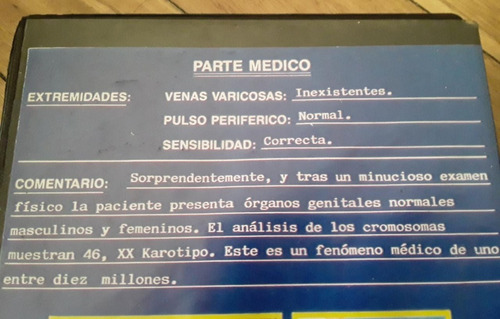 PARTE MEDICO
EXTREMIDADES: VENAS VARICOSAS: Inexistentes.
PULSO PERIFERICO: Normal.
SENSIBILIDAD: Correcta.
COMENTARIO: Sorprendentemente, y tras un minucioso examen
físico la paciente presenta órganos genitales normales
masculinos y femeninos. El análisis de los cromosomas
muestran 46, XX Karotipo. Este es un fenómeno médico de uno
entre diez millones.